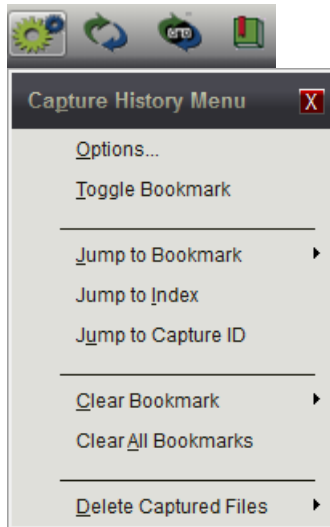 Capture History Menu X
Options...
Toggle Bookmark
Jump to Bookmark
Jump to Index
Jump to Capture ID
Clear Bookmark
Clear All Bookmarks
Delete Captured Files